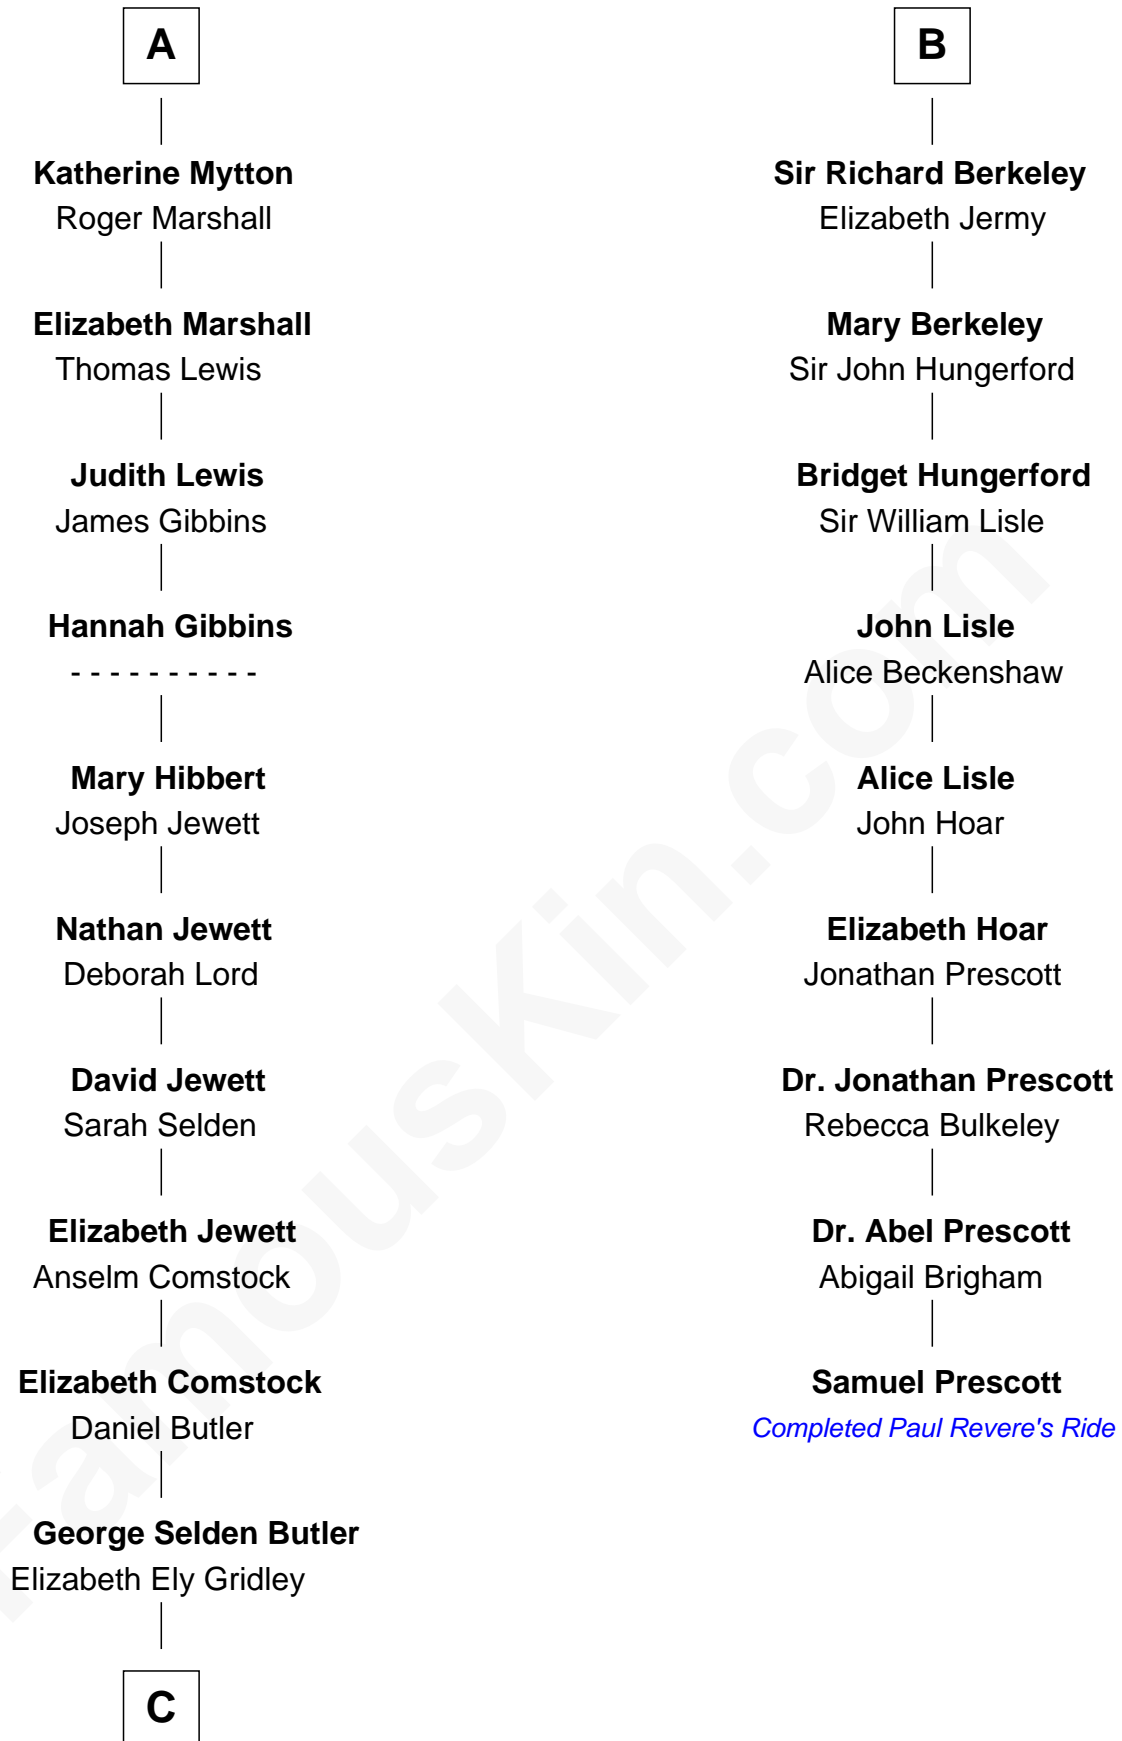 A
Katherine Mytton
Roger Marshall
Elizabeth Marshall
Thomas Lewis
Judith Lewis
James Gibbins
Hannah Gibbins
- - - - - - - - - -
Mary Hibbert
Joseph Jewett
Nathan Jewett
Deborah Lord
David Jewett
Sarah Selden
Elizabeth Jewett
Anselm Comstock
Elizabeth Comstock
Daniel Butler
George Selden Butler
Elizabeth Ely Gridley
C
B
Sir Richard Berkeley
Elizabeth Jermy
Mary Berkeley
Sir John Hungerford
Bridget Hungerford
Sir William Lisle
John Lisle
Alice Beckenshaw
Alice Lisle
John Hoar
Elizabeth Hoar
Jonathan Prescott
Dr. Jonathan Prescott
Rebecca Bulkeley
Dr. Abel Prescott
Abigail Brigham
Samuel Prescott
Completed Paul Revere's Ride
FamousKin.com